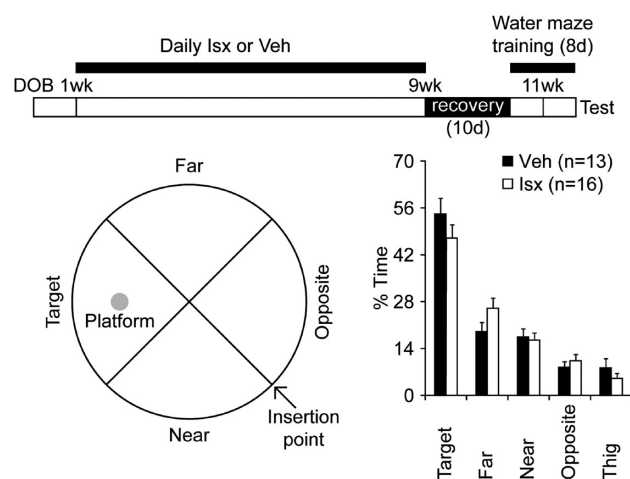 Daily Isx or Veh
Water maze
training (8d)
DOB 1wk
9wk
11wk
recovery
Test
(10d)
Far
Target
Platform
Opposite
Near
Insertion
point
Veh (n=13)
Isx (n=16)
% Time
70
56
42
28
14
0
Target
Far
Near
Opposite
Thig